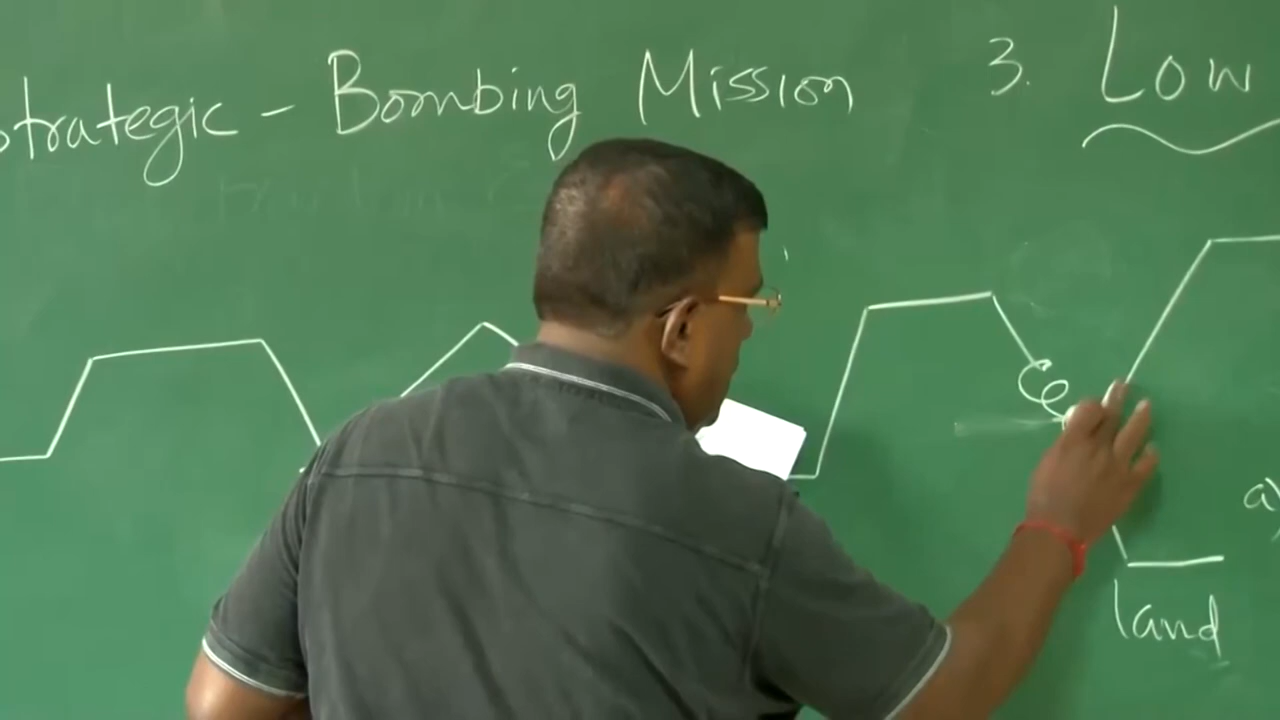 Strategic - Bombing Mission
3. Low
a)
land